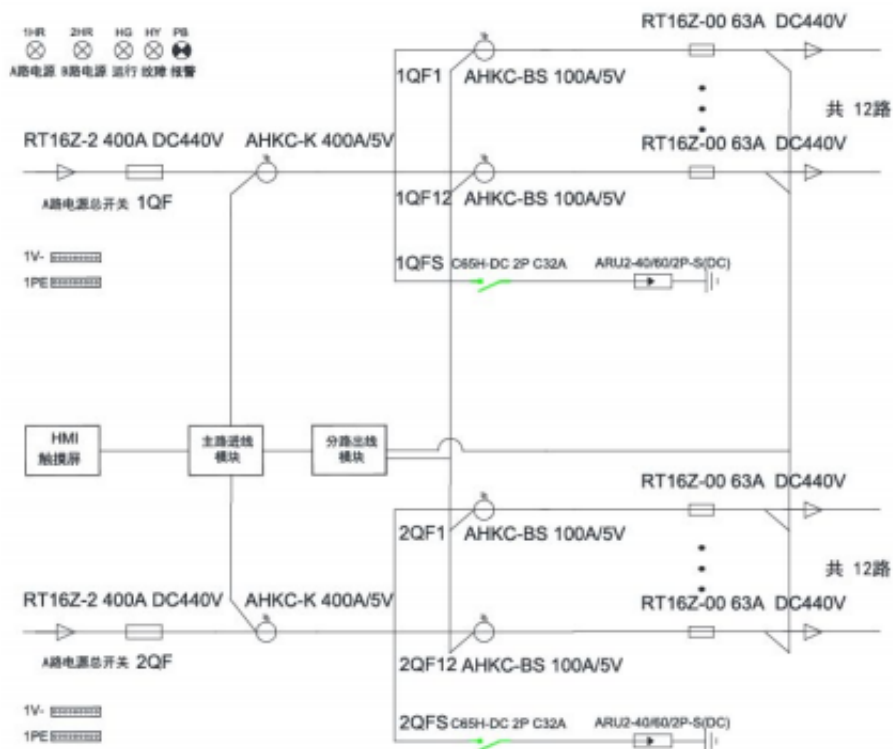 RT16Z-00 63A DC440V
1HR 2HR HG HY PB
A路电源 B路电源 运行 故障 报警
1QF1 AHKC-BS 100A/5V
共 12路
RT16Z-2 400A DC440V AHKC-K 400A/5V
RT16Z-00 63A DC440V
A路电源总开关 1QF
1QF12 AHKC-BS 100A/5V
1V-
1QFS C65H-DC 2P C32A ARU2-40/60/2P-S(DC)
1PE
HMI
触摸屏
主路进线
模块
分路出线
模块
RT16Z-00 63A DC440V
2QF1 AHKC-BS 100A/5V
共 12路
RT16Z-2 400A DC440V AHKC-K 400A/5V
RT16Z-00 63A DC440V
A路电源总开关 2QF
2QF12 AHKC-BS 100A/5V
1V-
2QFS C65H-DC 2P C32A ARU2-40/60/2P-S(DC)
1PE